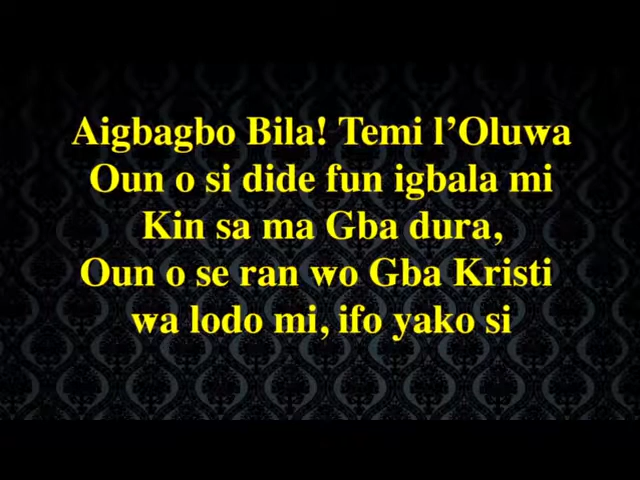 Aigbagbo Bila! Temi l’Oluwa
Oun o si dide fun igbala mi
Kin sa ma Gba dura,
Oun o se ran wo Gba Kristi
wa lodo mi, ifo yako si